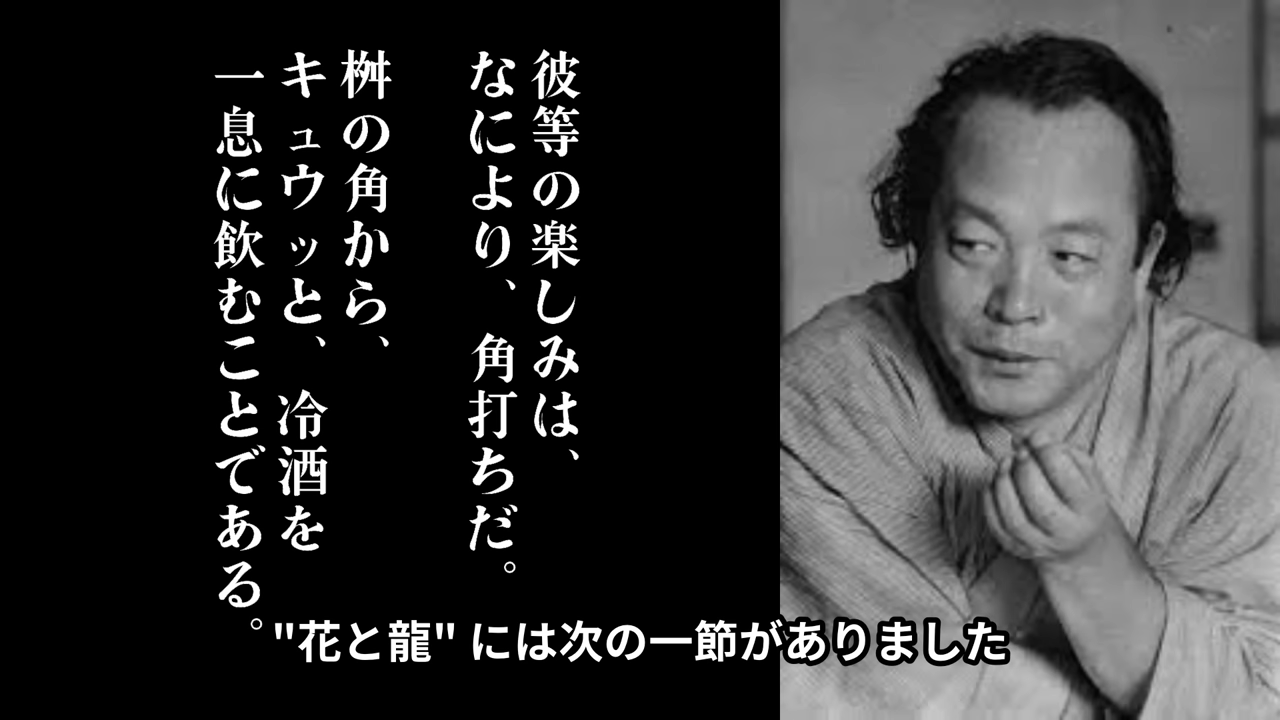 彼等の楽しみは、
なにより、角打ちだ。
桝の角から、
キュウッと、冷酒を
一息に飲むことである。
"花と龍" には次の一節がありました